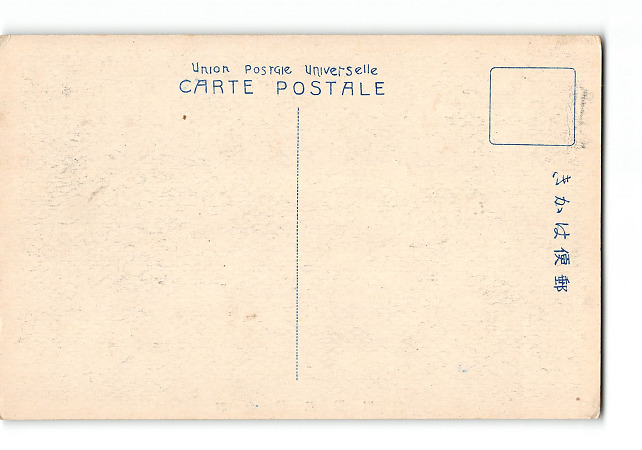 Union Postale Universelle
CARTE POSTALE
きかは便郵